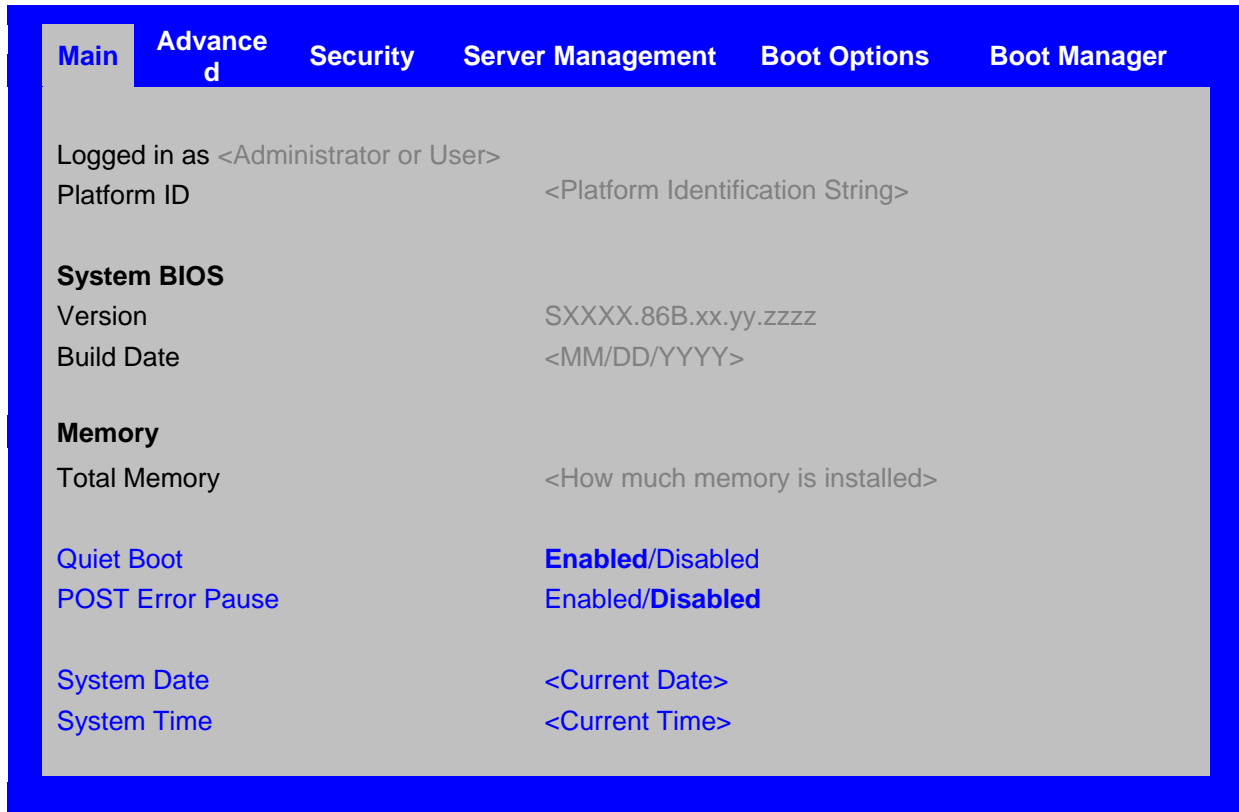 Main Advanced Security Server Management Boot Options Boot Manager
Logged in as <Administrator or User>
Platform ID <Platform Identification String>
System BIOS
Version SXXXX.86B.xx.yy.zzzz
Build Date <MM/DD/YYYY>
Memory
Total Memory <How much memory is installed>
Quiet Boot Enabled/Disabled
POST Error Pause Enabled/Disabled
System Date <Current Date>
System Time <Current Time>